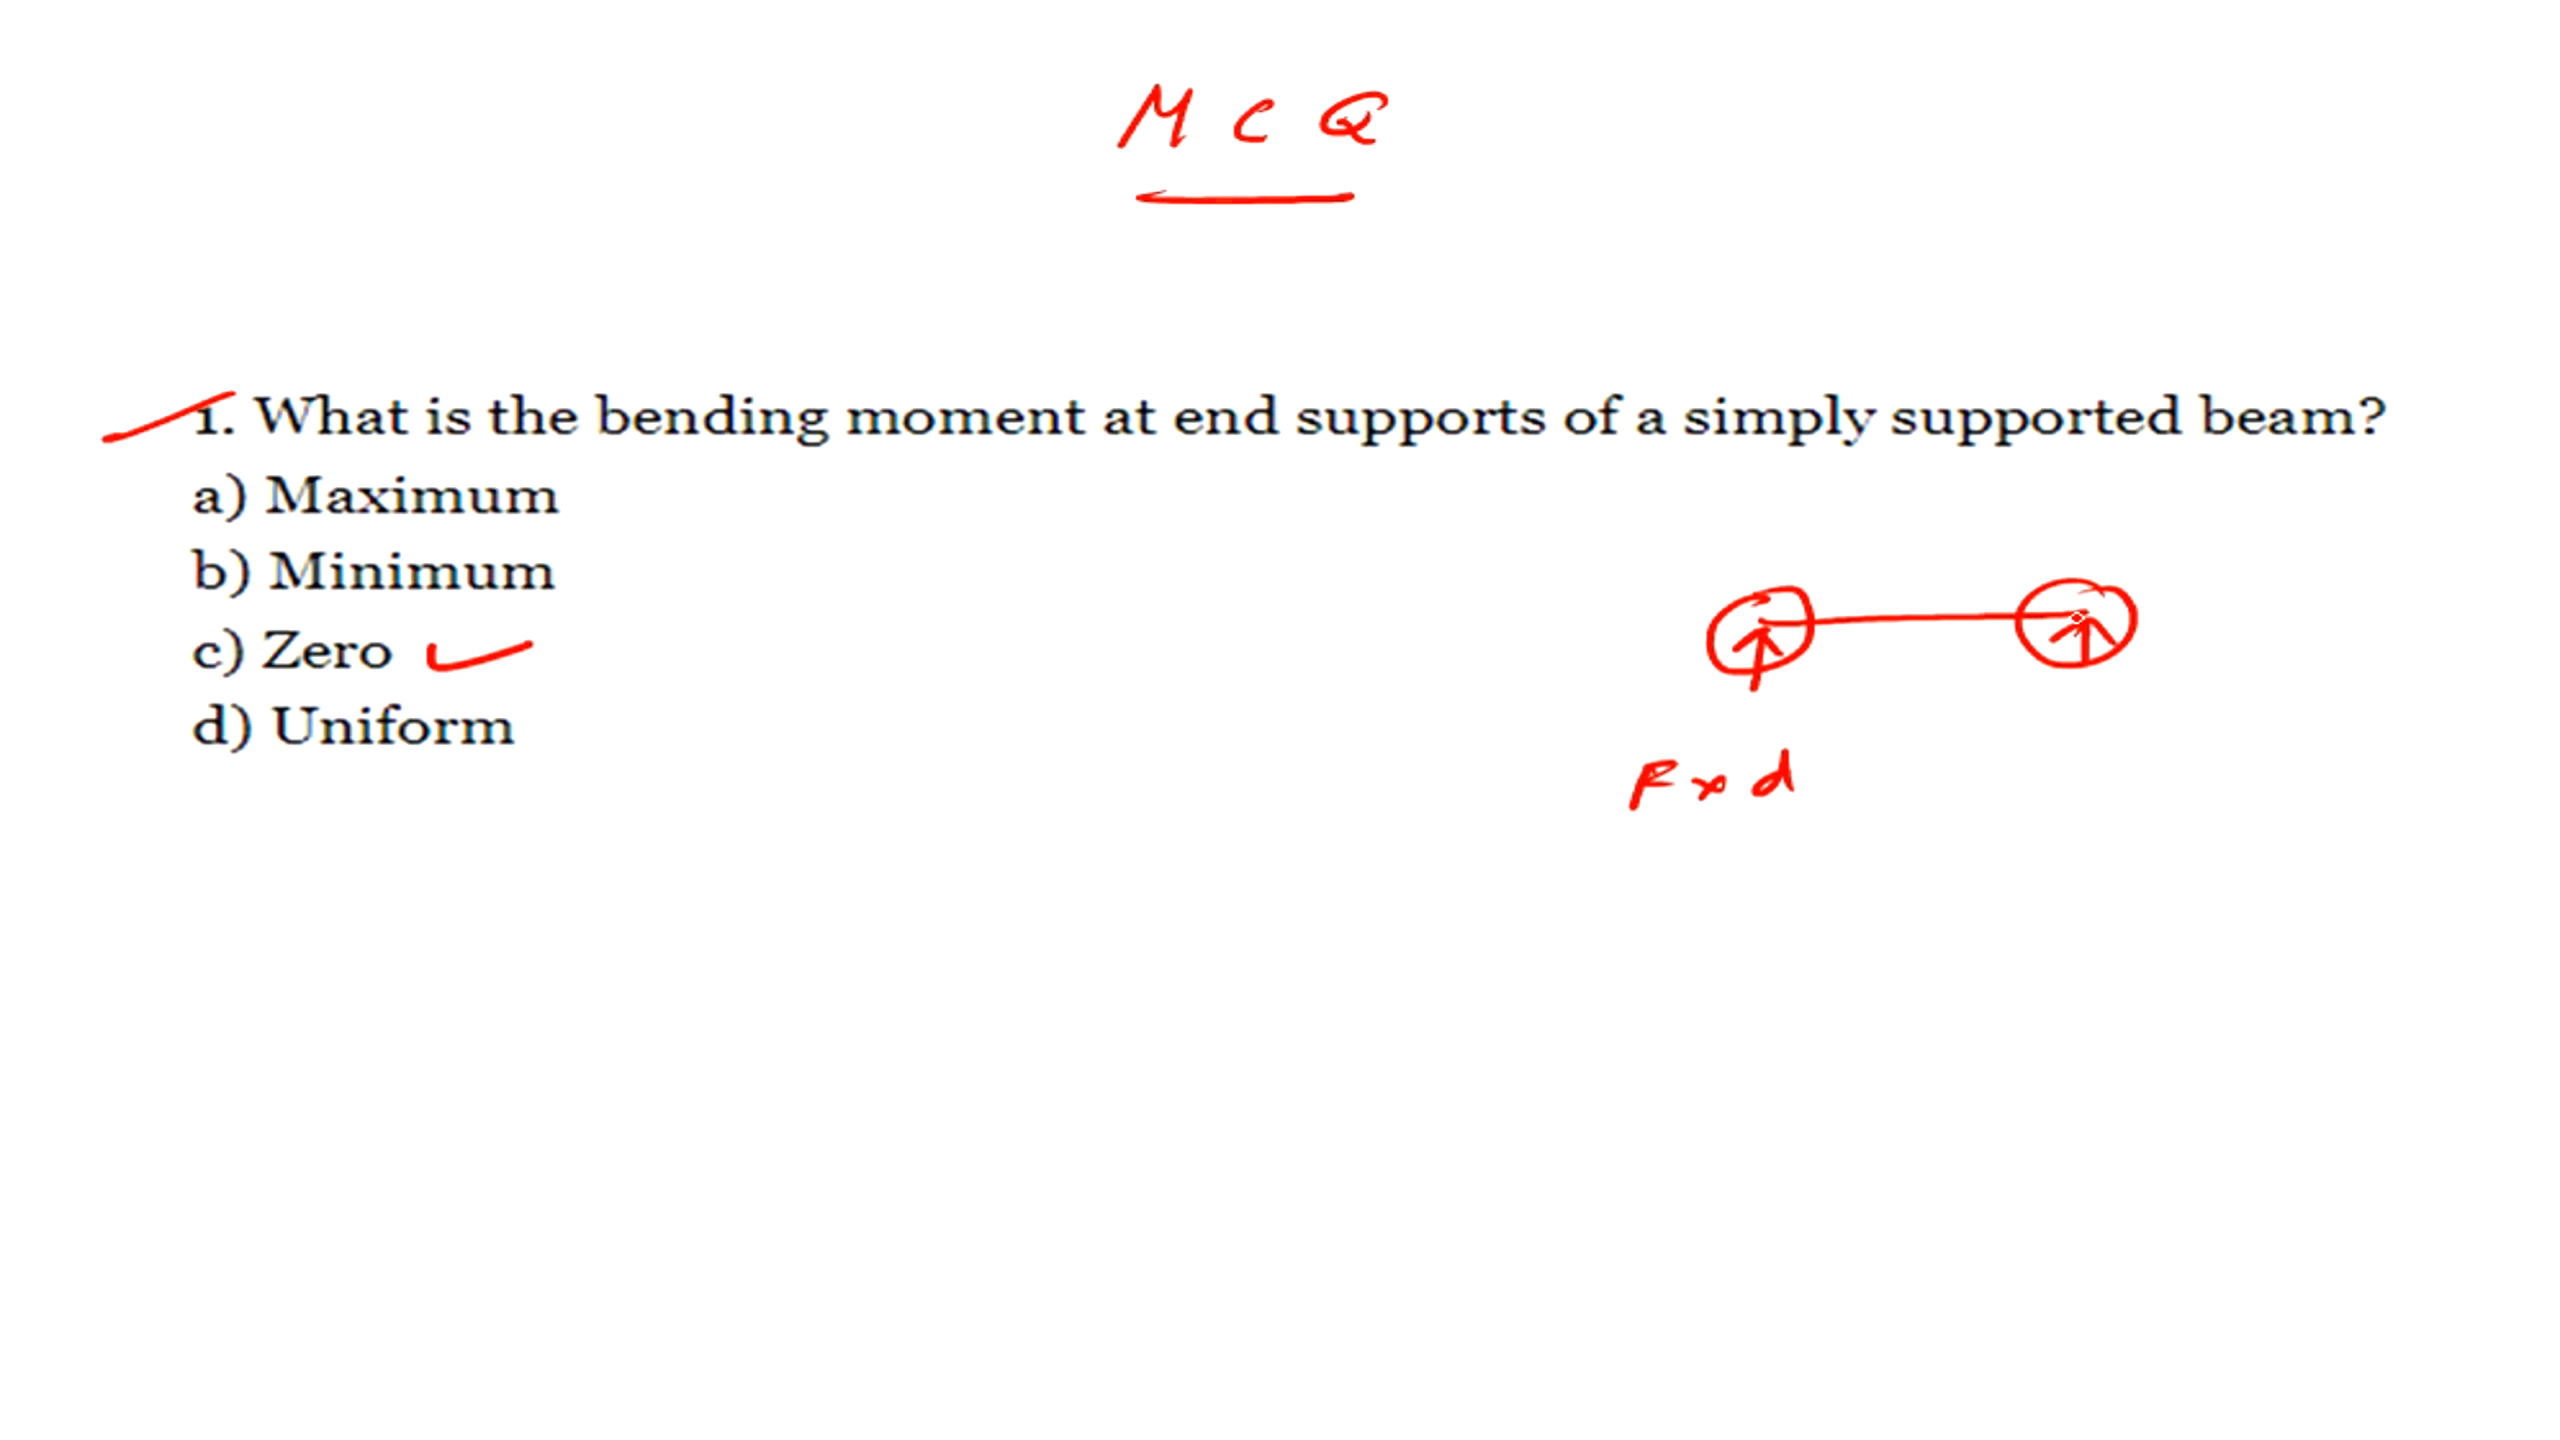 MCQ
1. What is the bending moment at end supports of a simply supported beam?
a) Maximum
b) Minimum
c) Zero
d) Uniform
F x d